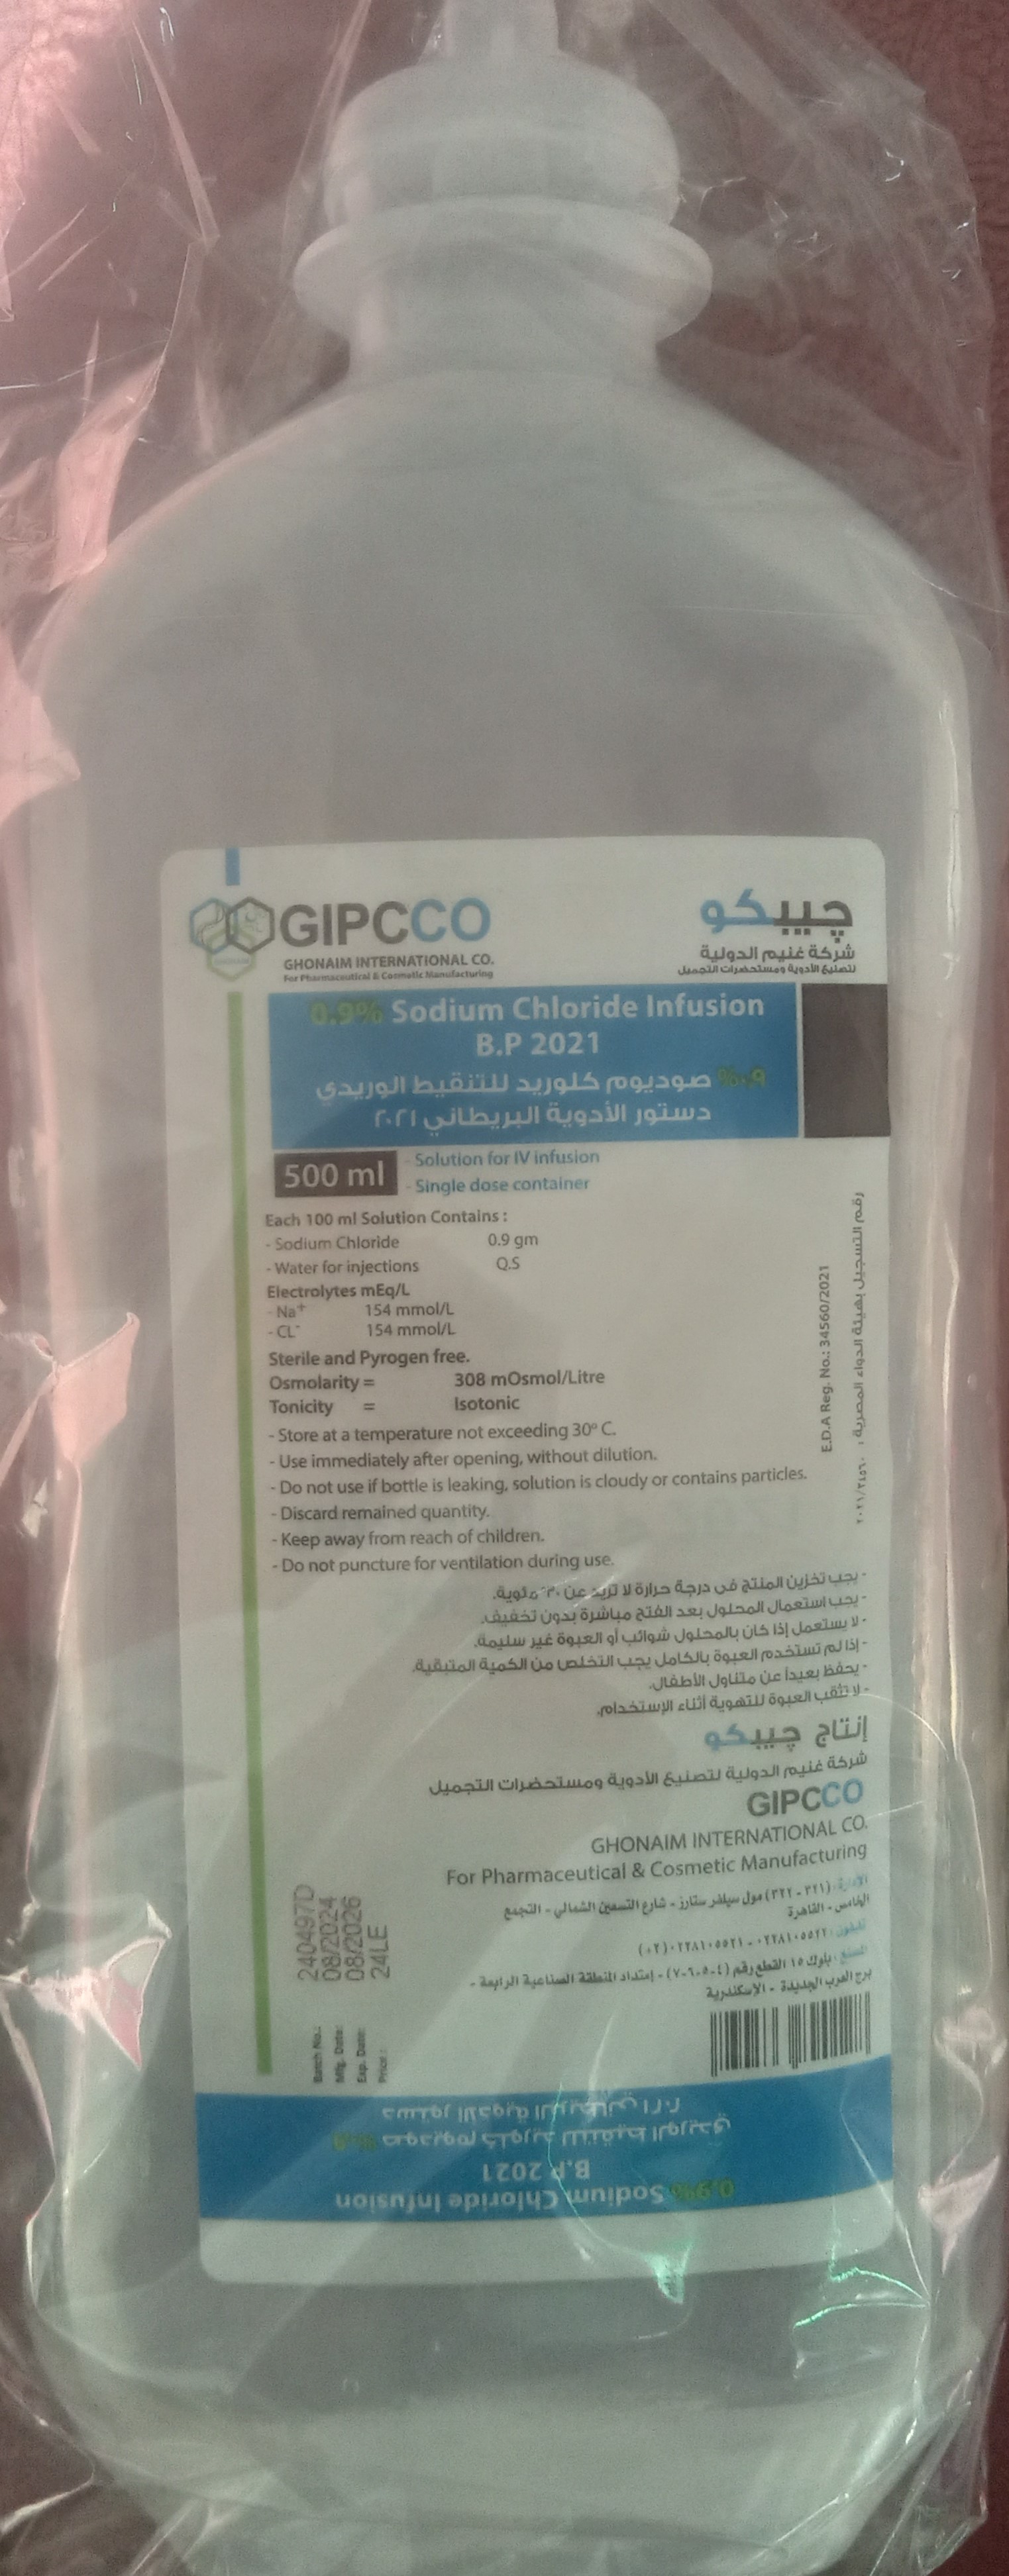 GIPCCO
GHONAIM INTERNATIONAL CO.
For Pharmaceutical & Cosmetic Manufacturing
جيبكو
شركة غنيم الدولية
لتصنيع الأدوية ومستحضرات التجميل
0.9% Sodium Chloride Infusion
B.P 2021
٠.٩% صوديوم كلوريد للتنقيط الوريدي
دستور الأدوية البريطاني ٢٠٢١
500 ml
- Solution for IV infusion
- Single dose container
Each 100 ml Solution Contains :
- Sodium Chloride 0.9 gm
- Water for injections Q.S
Electrolytes mEq/L
- Na+ 154 mmol/L
- CL- 154 mmol/L
Sterile and Pyrogen free.
Osmolarity = 308 mOsmol/Litre
Tonicity = Isotonic
- Store at a temperature not exceeding 30° C.
- Use immediately after opening, without dilution.
- Do not use if bottle is leaking, solution is cloudy or contains particles.
- Discard remained quantity.
- Keep away from reach of children.
- Do not puncture for ventilation during use.
E.D.A Reg. No.: 34560/2021
رقم التسجيل بهيئة الدواء المصرية : ٢٠٢١/٣٤٥٦٠
- يجب تخزين المنتج فى درجة حرارة لا تزيد عن ٣٠° مئوية.
- يجب استعمال المحلول بعد الفتح مباشرة بدون تخفيف.
- لا يستعمل إذا كان بالمحلول شوائب أو العبوة غير سليمة.
- إذا لم تستخدم العبوة بالكامل يجب التخلص من الكمية المتبقية.
- يحفظ بعيداً عن متناول الأطفال.
- لا تثقب العبوة للتهوية أثناء الإستخدام.
إنتاج جيبكو
شركة غنيم الدولية لتصنيع الأدوية ومستحضرات التجميل
GIPCCO
GHONAIM INTERNATIONAL CO.
For Pharmaceutical & Cosmetic Manufacturing
الإدارة : (٣٢١ - ٣٢٢) مول سيلفر ستارز - شارع التسعين الشمالي - التجمع
الخامس - القاهرة
تليفون : ٠٢٢٨١٠٥٥٢٢ - ٠٢٢٨١٠٥٥٢١ (٠٢)
المصنع : بلوك ١٥ القطع رقم (٤-٥-٦-٧) - إمتداد المنطقة الصناعية الرابعة -
برج العرب الجديدة - الإسكندرية
Batch No.: 240497D
Mfg. Date: 08/2024
Exp. Date: 08/2026
Price : 24LE
0.9% Sodium Chloride Infusion
B.P 2021
٠.٩% صوديوم كلوريد للتنقيط الوريدي
دستور الأدوية البريطاني ٢٠٢١